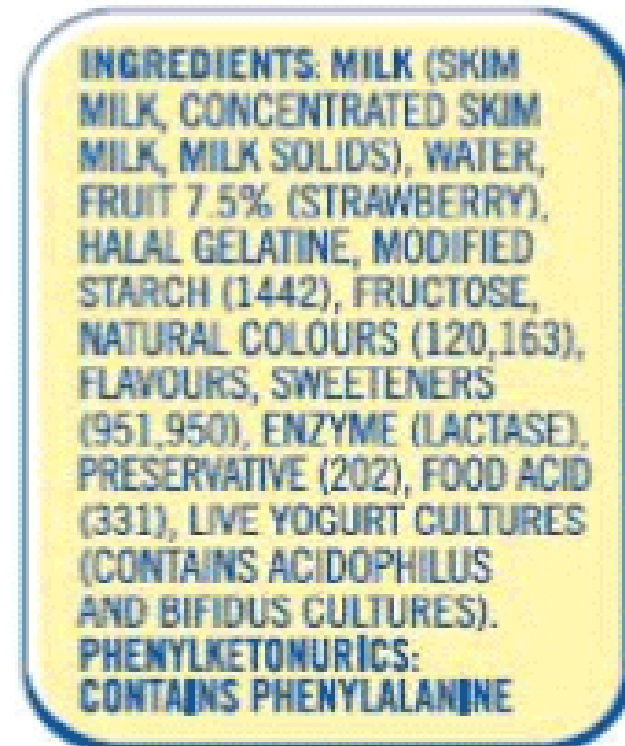 INGREDIENTS: MILK (SKIM
MILK, CONCENTRATED SKIM
MILK, MILK SOLIDS), WATER,
FRUIT 7.5% (STRAWBERRY),
HALAL GELATINE, MODIFIED
STARCH (1442), FRUCTOSE,
NATURAL COLOURS (120,163),
FLAVOURS, SWEETENERS
(951,950), ENZYME (LACTASE),
PRESERVATIVE (202), FOOD ACID
(331), LIVE YOGURT CULTURES
(CONTAINS ACIDOPHILUS
AND BIFIDUS CULTURES).
PHENYLKETONURICS:
CONTAINS PHENYLALANINE